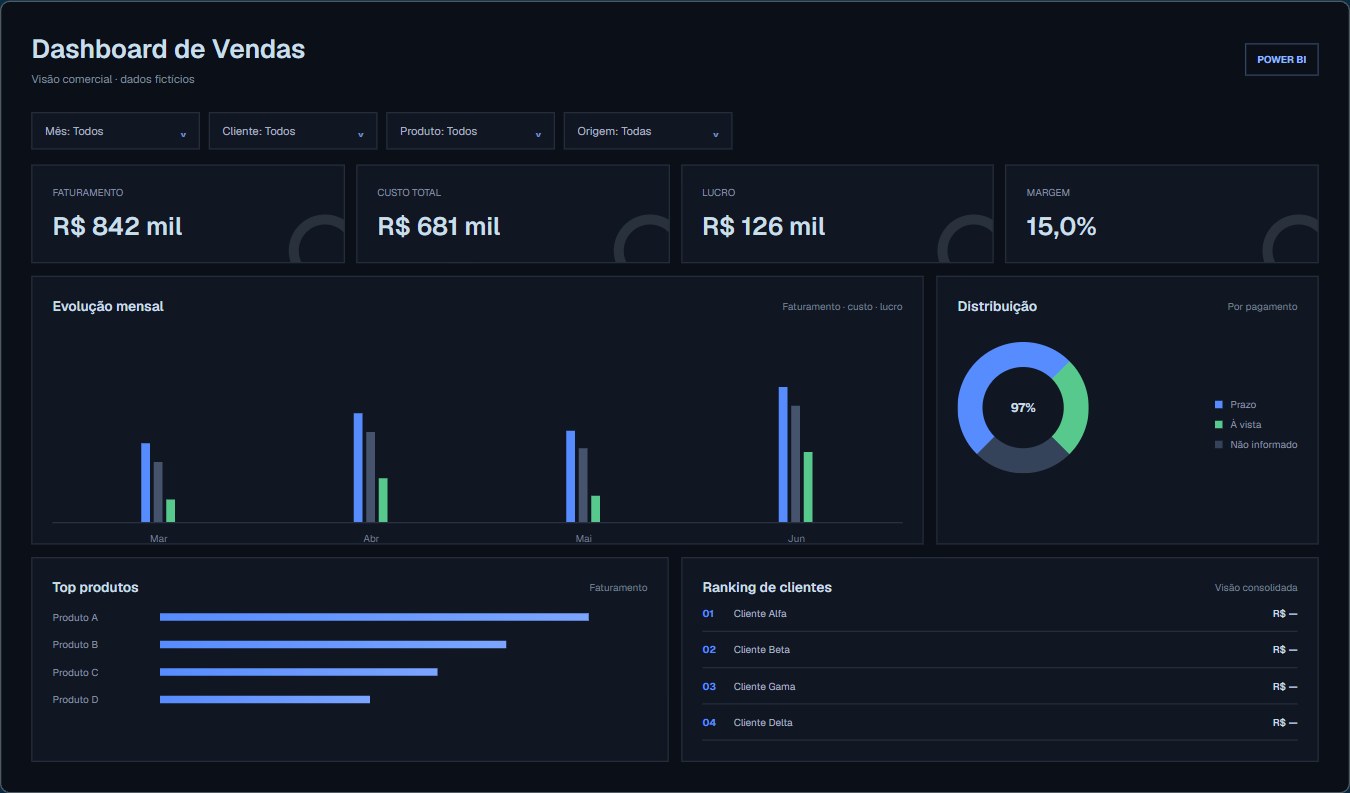 Dashboard de Vendas
Visão comercial · dados fictícios
POWER BI
Mês: Todos
Cliente: Todos
Produto: Todos
Origem: Todas
FATURAMENTO
R$ 842 mil
CUSTO TOTAL
R$ 681 mil
LUCRO
R$ 126 mil
MARGEM
15,0%
Evolução mensal
Faturamento · custo · lucro
Mar
Abr
Mai
Jun
Distribuição
Por pagamento
97%
Prazo
À vista
Não informado
Top produtos
Faturamento
Produto A
Produto B
Produto C
Produto D
Ranking de clientes
Visão consolidada
01 Cliente Alfa R$ —
02 Cliente Beta R$ —
03 Cliente Gama R$ —
04 Cliente Delta R$ —